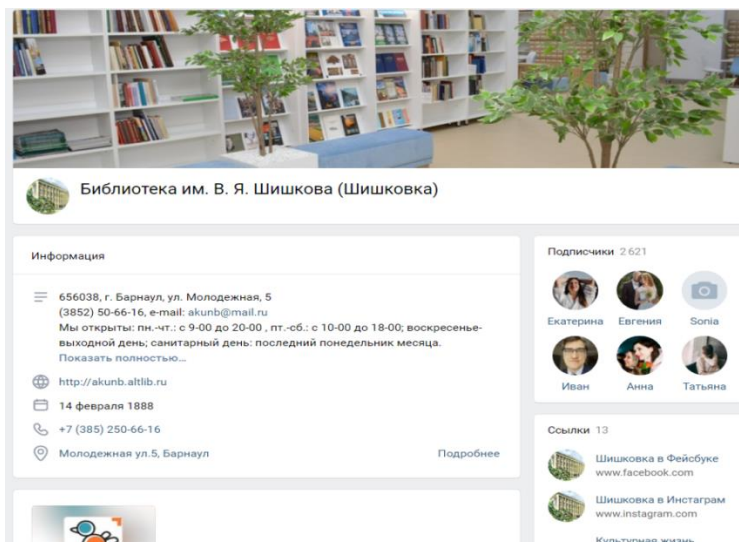 Библиотека им. В. Я. Шишкова (Шишковка)
Информация
656038, г. Барнаул, ул. Молодежная, 5
(3852) 50-66-16, e-mail: akunb@mail.ru
Мы открыты: пн.-чт.: с 9-00 до 20-00 , пт.-сб.: с 10-00 до 18-00; воскресенье-
выходной день; санитарный день: последний понедельник месяца.
Показать полностью...
http://akunb.altlib.ru
14 февраля 1888
+7 (385) 250-66-16
Молодежная ул.5, Барнаул
Подробнее
Подписчики 2 621
Екатерина Евгения Sonia
Иван Анна Татьяна
Ссылки 13
Шишковка в Фейсбуке
www.facebook.com
Шишковка в Инстаграм
www.instagram.com
Культурная жизнь